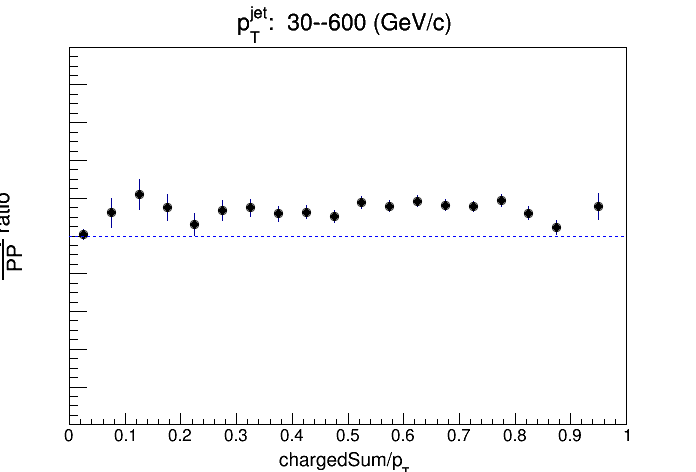 p_T^jet: 30--600 (GeV/c)
PP ratio
0 0.1 0.2 0.3 0.4 0.5 0.6 0.7 0.8 0.9 1
chargedSum/p_T